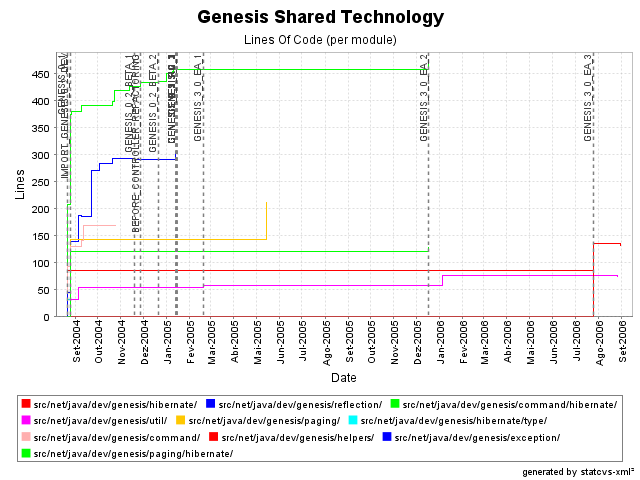 Genesis Shared Technology
Lines Of Code (per module)
Lines
450
400
350
300
250
200
150
100
50
0
GENESIS_0_2_BETA_1
BEFORE_CONTROLLER_REFACTORING
GENESIS_0_2_BETA_2
GENESIS_3_0_EA_1
GENESIS_3_0_EA_2
GENESIS_3_0_EA_3
Set-2004
Out-2004
Nov-2004
Dez-2004
Jan-2005
Fev-2005
Mar-2005
Abr-2005
Mai-2005
Jun-2005
Jul-2005
Ago-2005
Set-2005
Out-2005
Nov-2005
Dez-2005
Jan-2006
Fev-2006
Mar-2006
Abr-2006
Mai-2006
Jun-2006
Jul-2006
Ago-2006
Set-2006
Date
src/net/java/dev/genesis/hibernate/ src/net/java/dev/genesis/reflection/ src/net/java/dev/genesis/command/hibernate/
src/net/java/dev/genesis/util/ src/net/java/dev/genesis/paging/ src/net/java/dev/genesis/hibernate/type/
src/net/java/dev/genesis/command/ src/net/java/dev/genesis/helpers/ src/net/java/dev/genesis/exception/
src/net/java/dev/genesis/paging/hibernate/
generated by statcvs-xml²